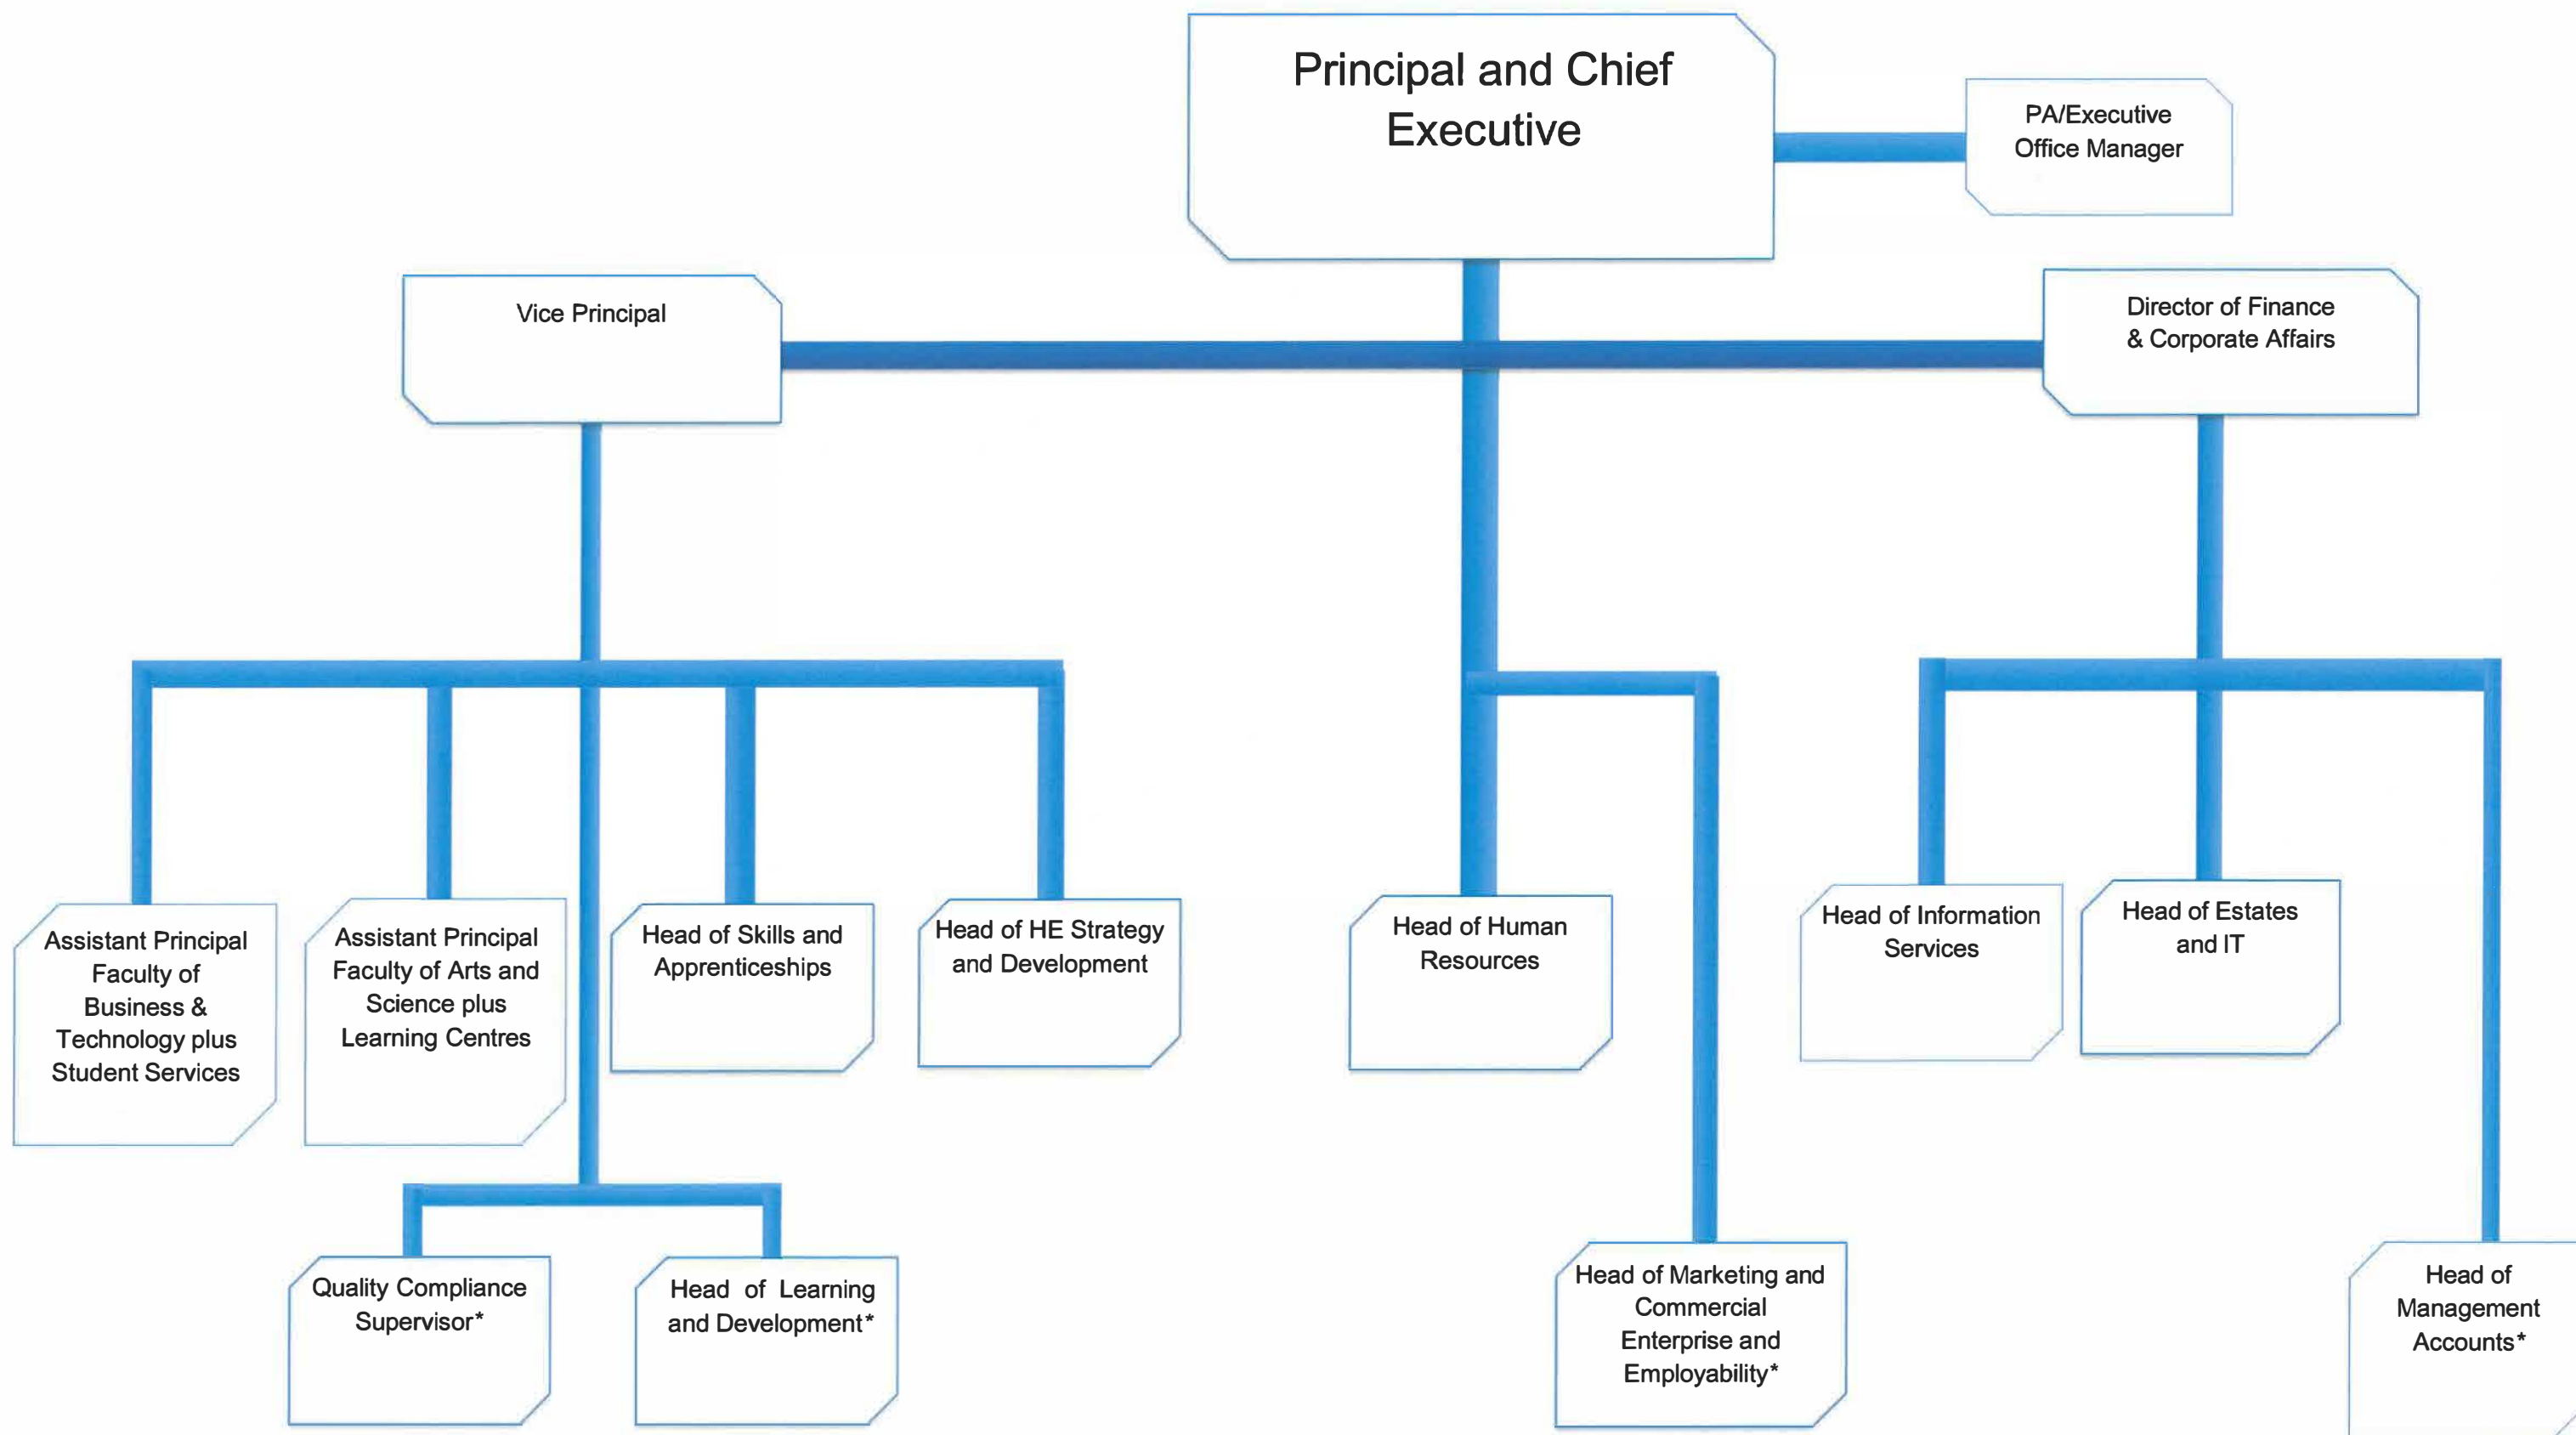 Principal and Chief
Executive
PA/Executive
Office Manager
Vice Principal
Director of Finance
& Corporate Affairs
Assistant Principal
Faculty of
Business &
Technology plus
Student Services
Assistant Principal
Faculty of Arts and
Science plus
Learning Centres
Head of Skills and
Apprenticeships
Head of HE Strategy
and Development
Head of Human
Resources
Head of Information
Services
Head of Estates
and IT
Quality Compliance
Supervisor*
Head of Learning
and Development*
Head of Marketing and
Commercial
Enterprise and
Employability*
Head of
Management
Accounts*